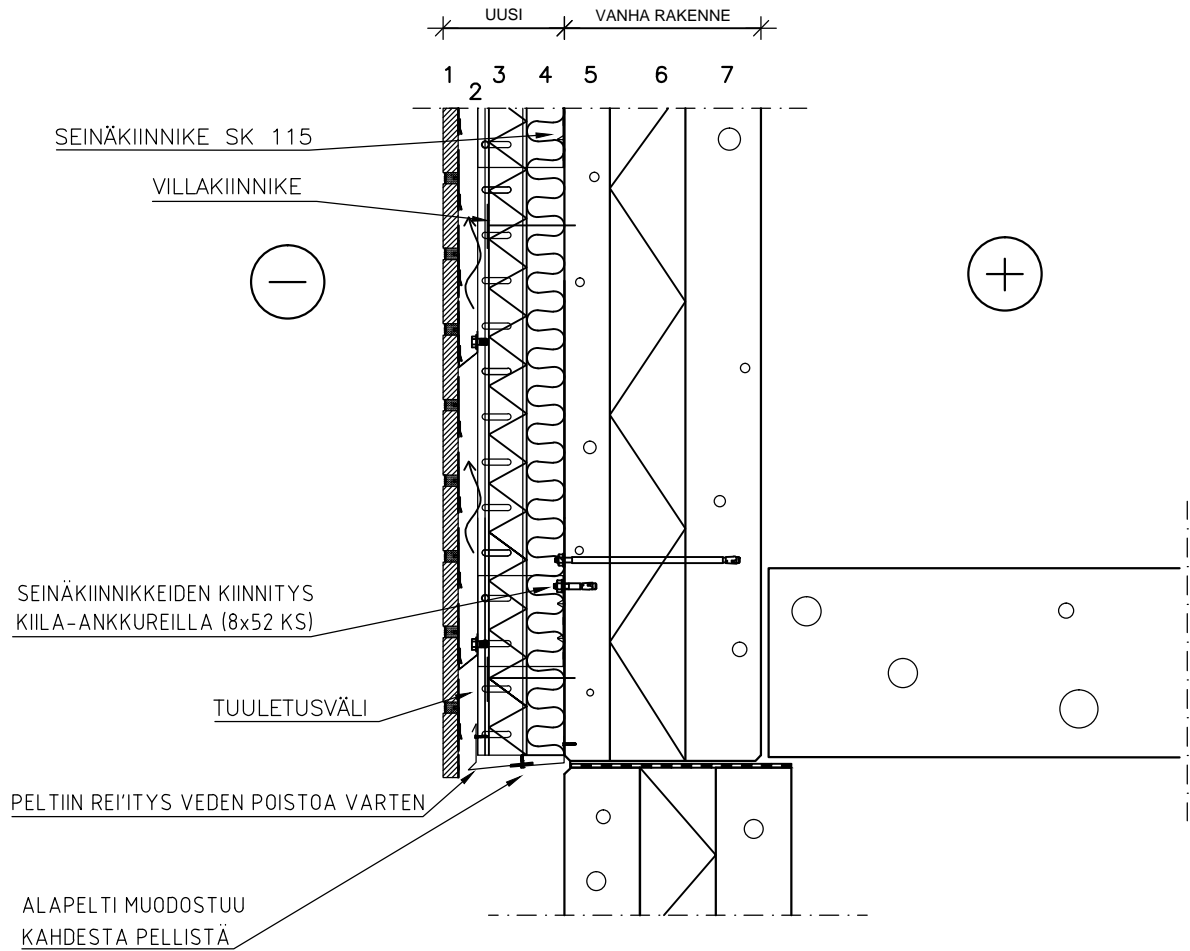 UUSI
VANHA RAKENNE
1
2
3
4
5
6
7
SEINÄKIINNIKE SK 115
VILLAKIINNIKE
SEINÄKIINNIKKEIDEN KIINNITYS
KIILA-ANKKUREILLA (8x52 KS)
TUULETUSVÄLI
PELTIIN REI'ITYS VEDEN POISTOA VARTEN
ALAPELTI MUODOSTUU
KAHDESTA PELLISTÄ